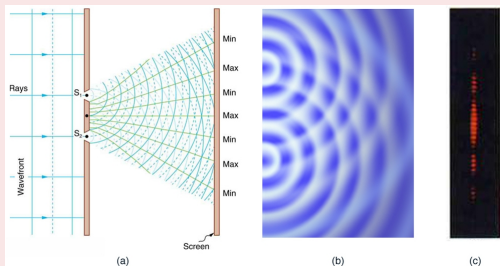 Rays
Wavefront
S1
S2
Min
Max
Min
Max
Min
Max
Min
Screen
(a)
(b)
(c)